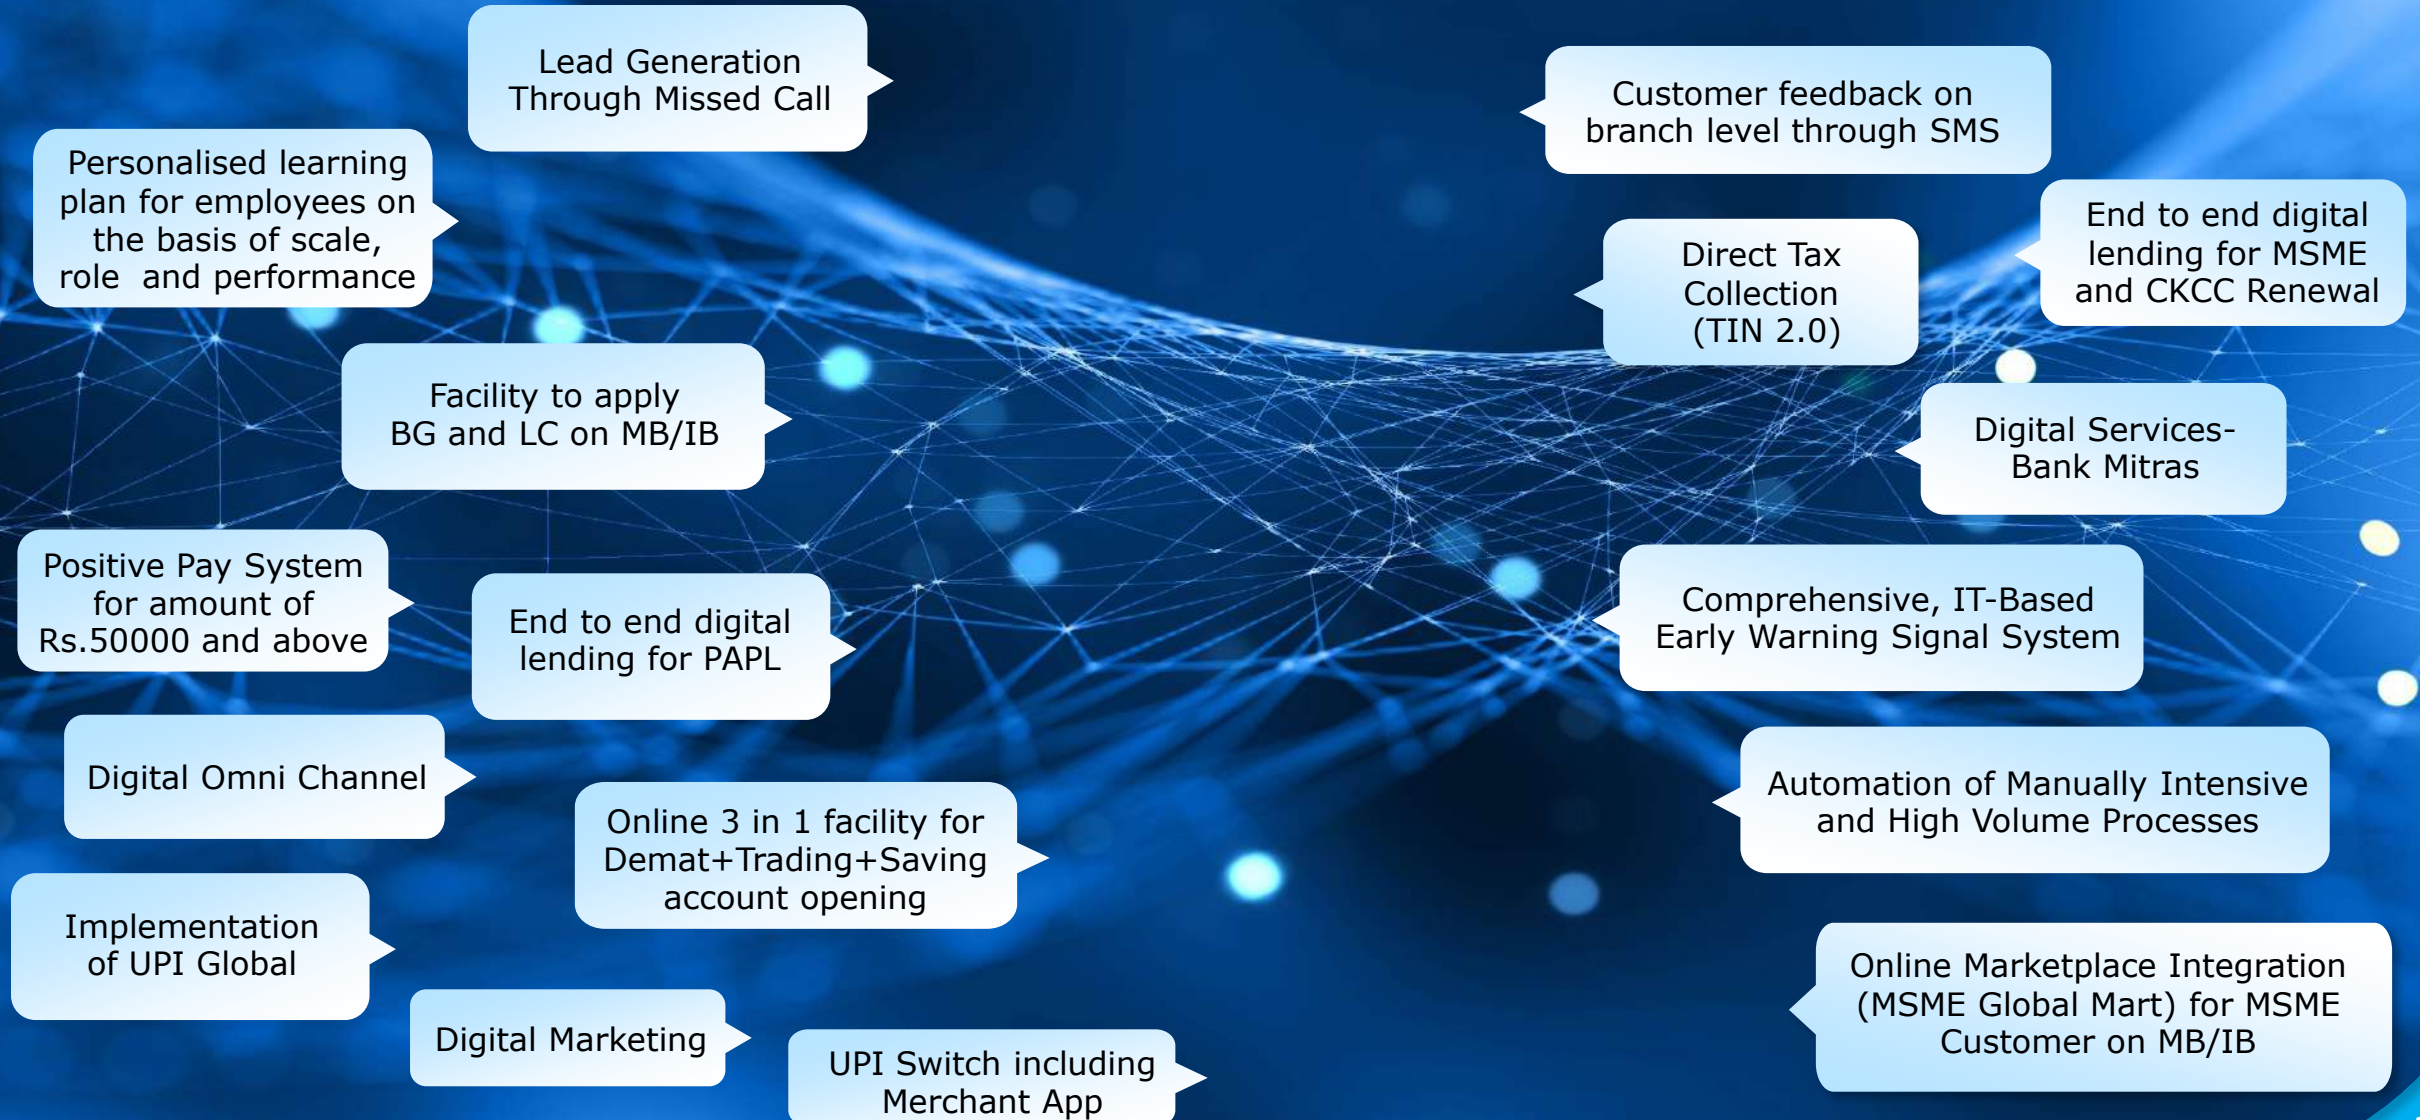 Lead Generation
Through Missed Call
Personalised learning
plan for employees on
the basis of scale,
role  and performance
Facility to apply
BG and LC on MB/IB
Positive Pay System
for amount of
Rs.50000 and above
End to end digital
lending for PAPL
Digital Omni Channel
Online 3 in 1 facility for
Demat+Trading+Saving
account opening
Implementation
of UPI Global
Digital Marketing
UPI Switch including
Merchant App
Customer feedback on
branch level through SMS
Direct Tax
Collection
(TIN 2.0)
End to end digital
lending for MSME
and CKCC Renewal
Digital Services-
Bank Mitras
Comprehensive, IT-Based
Early Warning Signal System
Automation of Manually Intensive
and High Volume Processes
Online Marketplace Integration
(MSME Global Mart) for MSME
Customer on MB/IB